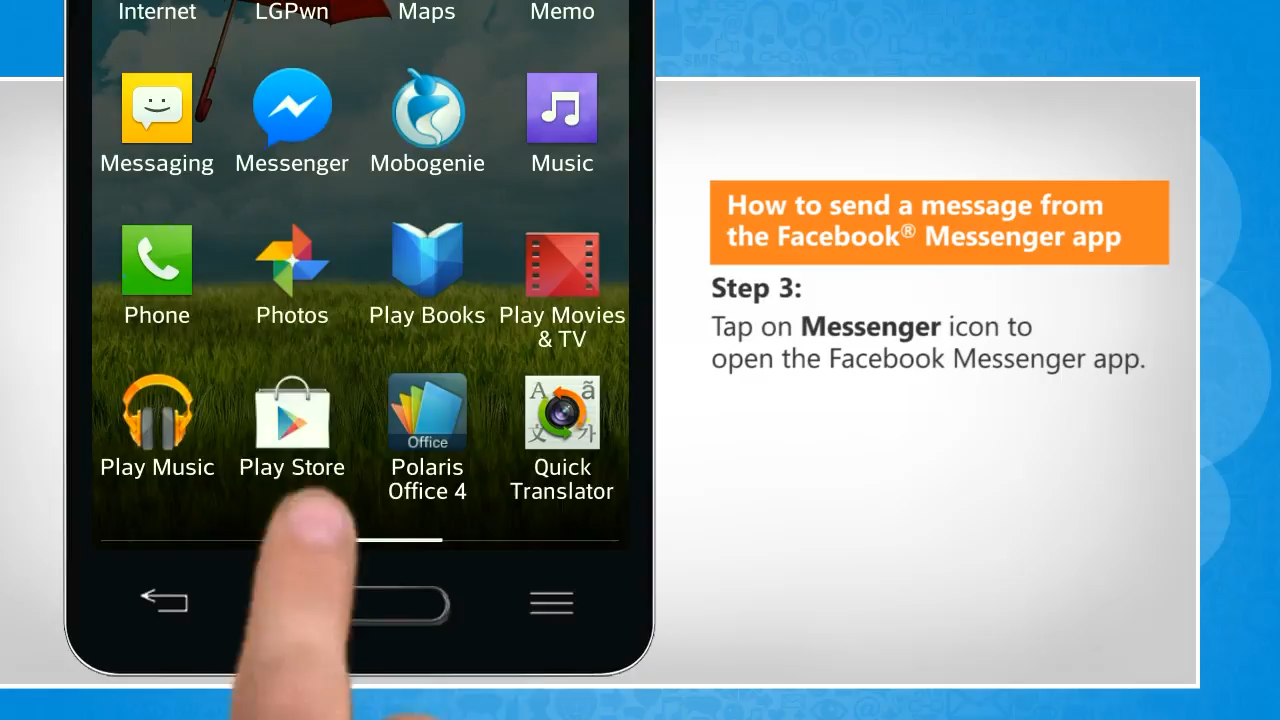 Internet LGPwn Maps Memo
Messaging Messenger Mobogenie Music
Phone Photos Play Books Play Movies
& TV
A ã
文 가
Office
Play Music Play Store Polaris Quick
Office 4 Translator
How to send a message from
the Facebook® Messenger app
Step 3:
Tap on Messenger icon to
open the Facebook Messenger app.